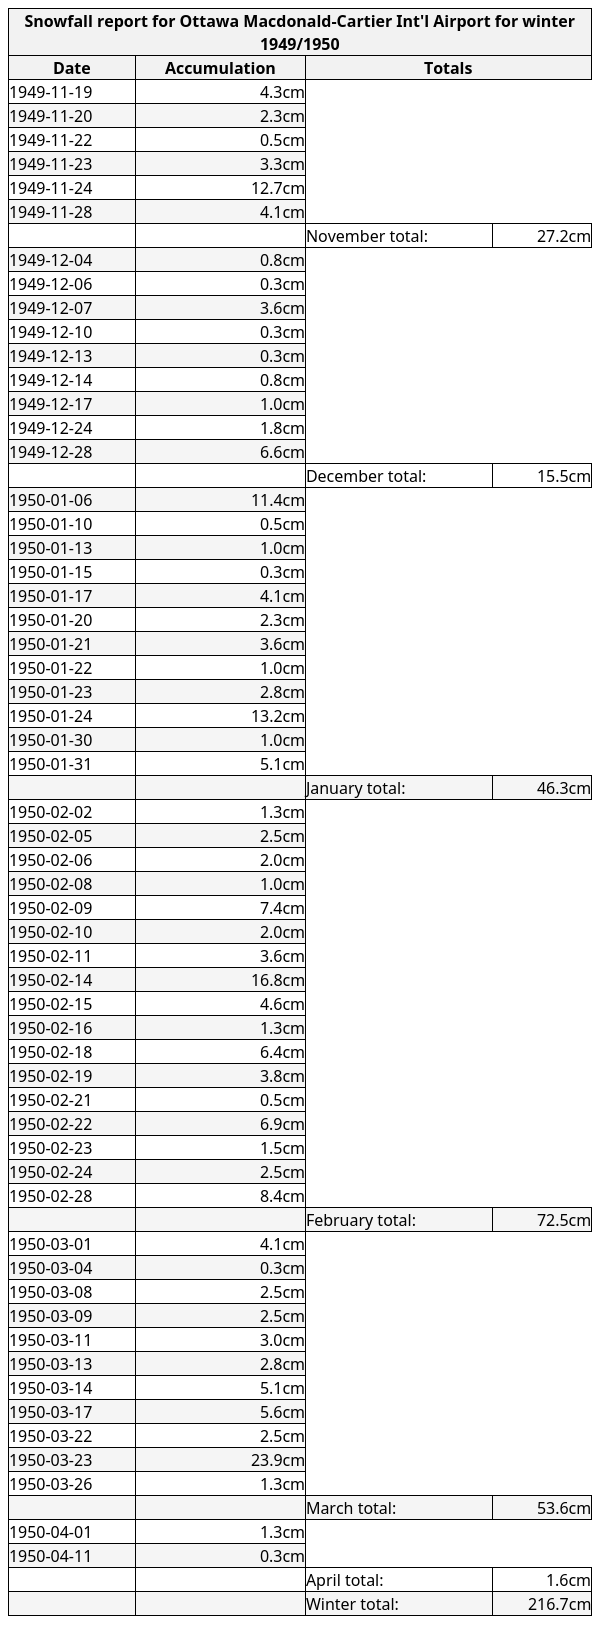 Snowfall report for Ottawa Macdonald-Cartier Int'l Airport for winter
1949/1950
Date Accumulation Totals
1949-11-19 4.3cm
1949-11-20 2.3cm
1949-11-22 0.5cm
1949-11-23 3.3cm
1949-11-24 12.7cm
1949-11-28 4.1cm
November total: 27.2cm
1949-12-04 0.8cm
1949-12-06 0.3cm
1949-12-07 3.6cm
1949-12-10 0.3cm
1949-12-13 0.3cm
1949-12-14 0.8cm
1949-12-17 1.0cm
1949-12-24 1.8cm
1949-12-28 6.6cm
December total: 15.5cm
1950-01-06 11.4cm
1950-01-10 0.5cm
1950-01-13 1.0cm
1950-01-15 0.3cm
1950-01-17 4.1cm
1950-01-20 2.3cm
1950-01-21 3.6cm
1950-01-22 1.0cm
1950-01-23 2.8cm
1950-01-24 13.2cm
1950-01-30 1.0cm
1950-01-31 5.1cm
January total: 46.3cm
1950-02-02 1.3cm
1950-02-05 2.5cm
1950-02-06 2.0cm
1950-02-08 1.0cm
1950-02-09 7.4cm
1950-02-10 2.0cm
1950-02-11 3.6cm
1950-02-14 16.8cm
1950-02-15 4.6cm
1950-02-16 1.3cm
1950-02-18 6.4cm
1950-02-19 3.8cm
1950-02-21 0.5cm
1950-02-22 6.9cm
1950-02-23 1.5cm
1950-02-24 2.5cm
1950-02-28 8.4cm
February total: 72.5cm
1950-03-01 4.1cm
1950-03-04 0.3cm
1950-03-08 2.5cm
1950-03-09 2.5cm
1950-03-11 3.0cm
1950-03-13 2.8cm
1950-03-14 5.1cm
1950-03-17 5.6cm
1950-03-22 2.5cm
1950-03-23 23.9cm
1950-03-26 1.3cm
March total: 53.6cm
1950-04-01 1.3cm
1950-04-11 0.3cm
April total: 1.6cm
Winter total: 216.7cm